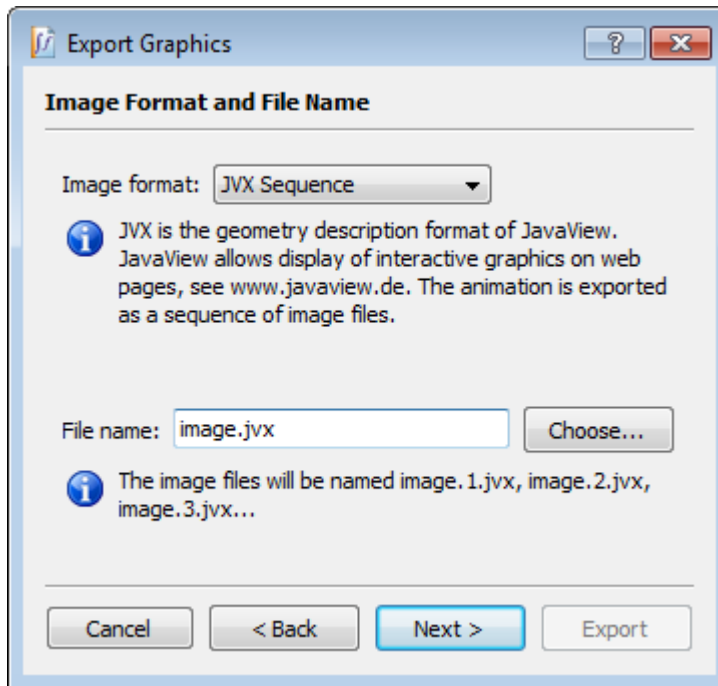 Export Graphics
Image Format and File Name
Image format: JVX Sequence
JVX is the geometry description format of JavaView.
JavaView allows display of interactive graphics on web
pages, see www.javaview.de. The animation is exported
as a sequence of image files.
File name: image.jvx Choose...
The image files will be named image.1.jvx, image.2.jvx,
image.3.jvx...
Cancel < Back Next > Export